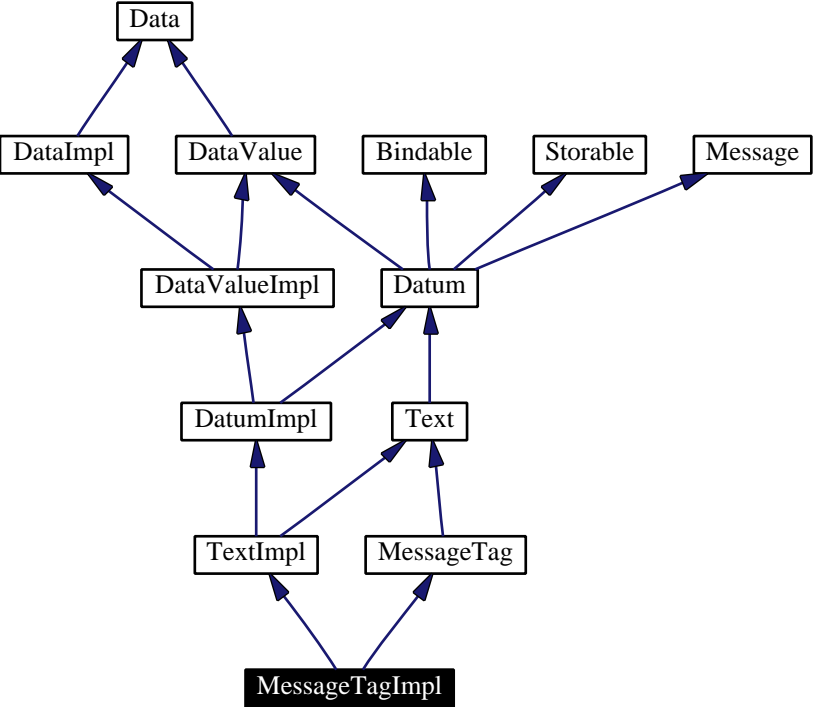 Data
DataImpl
DataValue
Bindable
Storable
Message
DataValueImpl
Datum
DatumImpl
Text
TextImpl
MessageTag
MessageTagImpl